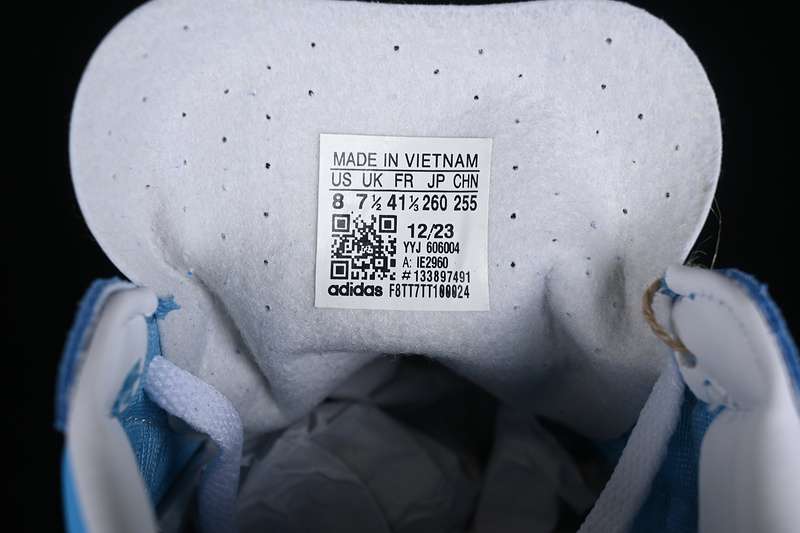 MADE IN VIETNAM
US UK FR JP CHN
8 7½ 41⅓ 260 255
12/23
YYJ 606004
A: IE2960
#133897491
adidas F8TT7TT100024